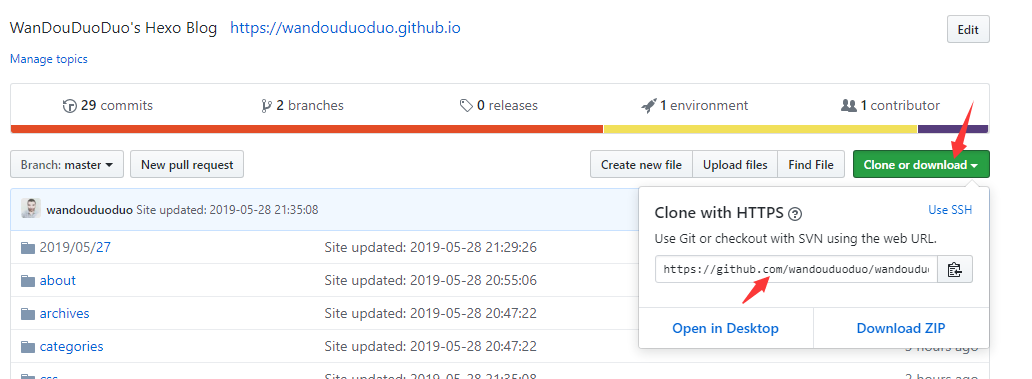 WanDouDuoDuo's Hexo Blog https://wandouduoduo.github.io
Edit
Manage topics
29 commits 2 branches 0 releases 1 environment 1 contributor
Branch: master New pull request Create new file Upload files Find File Clone or download
wandouduoduo Site updated: 2019-05-28 21:35:08
Clone with HTTPS Use SSH
Use Git or checkout with SVN using the web URL.
https://github.com/wandouduoduo/wandoudu
Open in Desktop Download ZIP
2019/05/27 Site updated: 2019-05-28 21:29:26
about Site updated: 2019-05-28 20:55:06
archives Site updated: 2019-05-28 20:47:22
categories Site updated: 2019-05-28 20:47:22 3 hours ago
css Site updated: 2019-05-28 21:35:08 2 hours ago